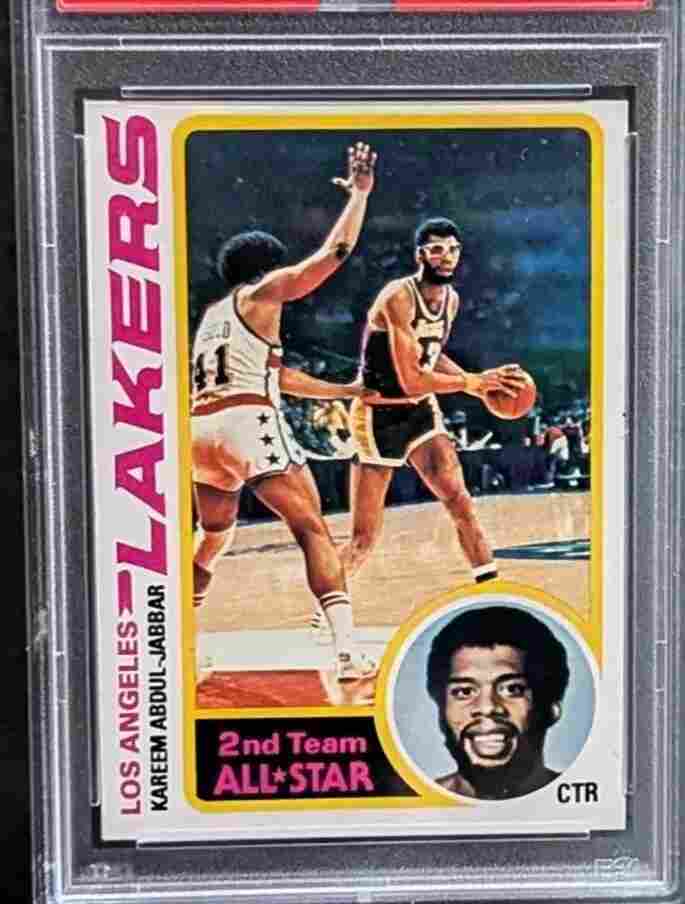 LOS ANGELES
LAKERS
KAREEM ABDUL-JABBAR
41
2nd Team
ALL★STAR
CTR